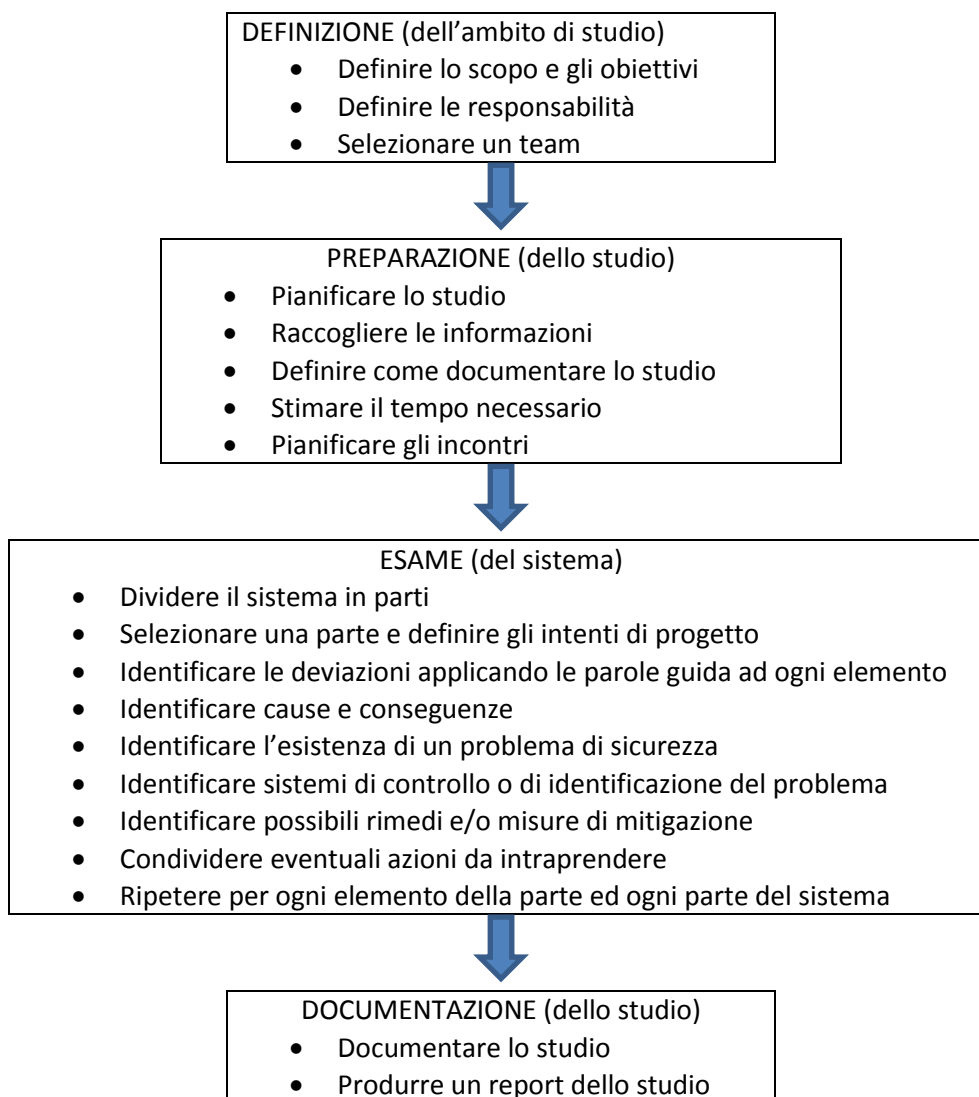 DEFINIZIONE (dell’ambito di studio)
• Definire lo scopo e gli obiettivi
• Definire le responsabilità
• Selezionare un team
PREPARAZIONE (dello studio)
• Pianificare lo studio
• Raccogliere le informazioni
• Definire come documentare lo studio
• Stimare il tempo necessario
• Pianificare gli incontri
ESAME (del sistema)
• Dividere il sistema in parti
• Selezionare una parte e definire gli intenti di progetto
• Identificare le deviazioni applicando le parole guida ad ogni elemento
• Identificare cause e conseguenze
• Identificare l’esistenza di un problema di sicurezza
• Identificare sistemi di controllo o di identificazione del problema
• Identificare possibili rimedi e/o misure di mitigazione
• Condividere eventuali azioni da intraprendere
• Ripetere per ogni elemento della parte ed ogni parte del sistema
DOCUMENTAZIONE (dello studio)
• Documentare lo studio
• Produrre un report dello studio